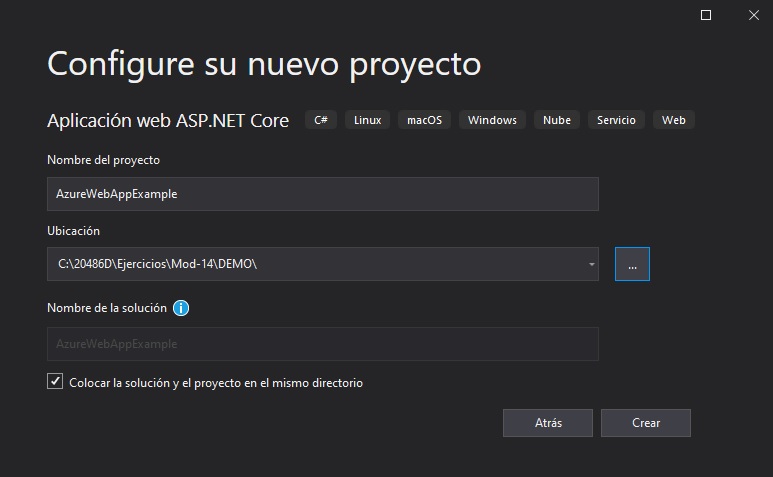 Configure su nuevo proyecto
Aplicación web ASP.NET Core C# Linux macOS Windows Nube Servicio Web
Nombre del proyecto
AzureWebAppExample
Ubicación
C:\20486D\Ejercicios\Mod-14\DEMO\ ...
Nombre de la solución i
AzureWebAppExample
Colocar la solución y el proyecto en el mismo directorio
Atrás Crear